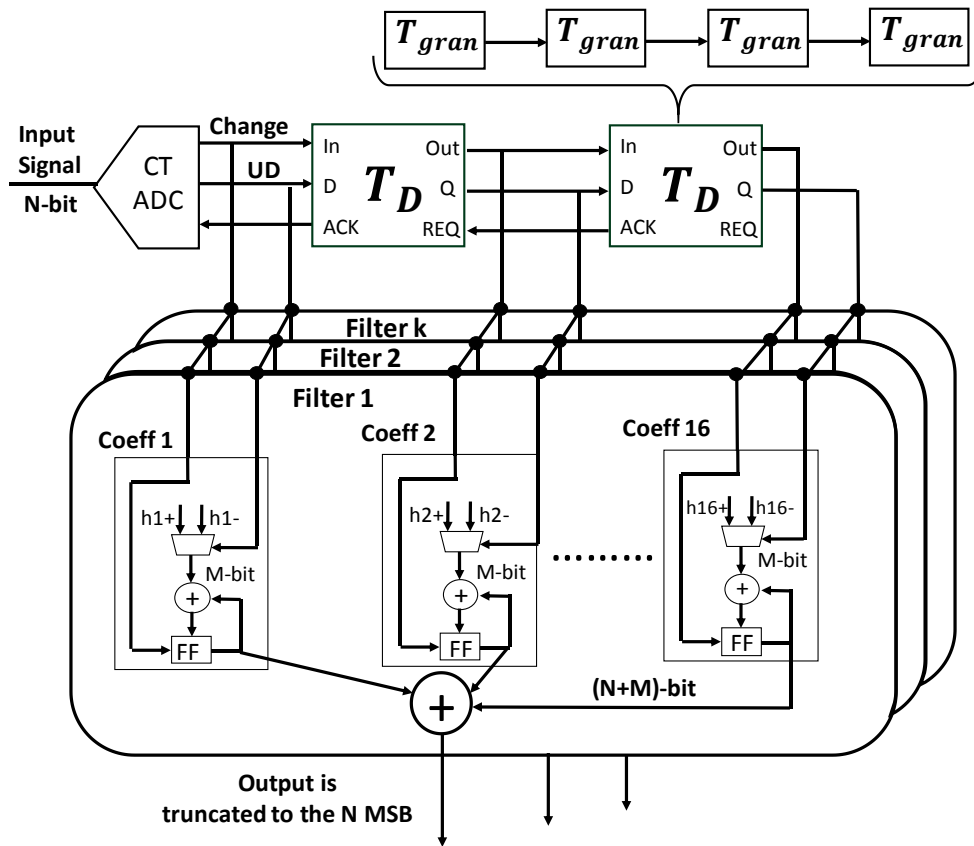 T_gran T_gran T_gran T_gran
Input Signal N-bit
CT ADC
Change
UD
In Out
D T_D Q
ACK REQ
In Out
D T_D Q
ACK REQ
Filter k
Filter 2
Filter 1
Coeff 1 Coeff 2 Coeff 16
h1+ h1- h2+ h2- h16+ h16-
M-bit M-bit M-bit
+ + +
FF FF FF
(N+M)-bit
+
Output is
truncated to the N MSB